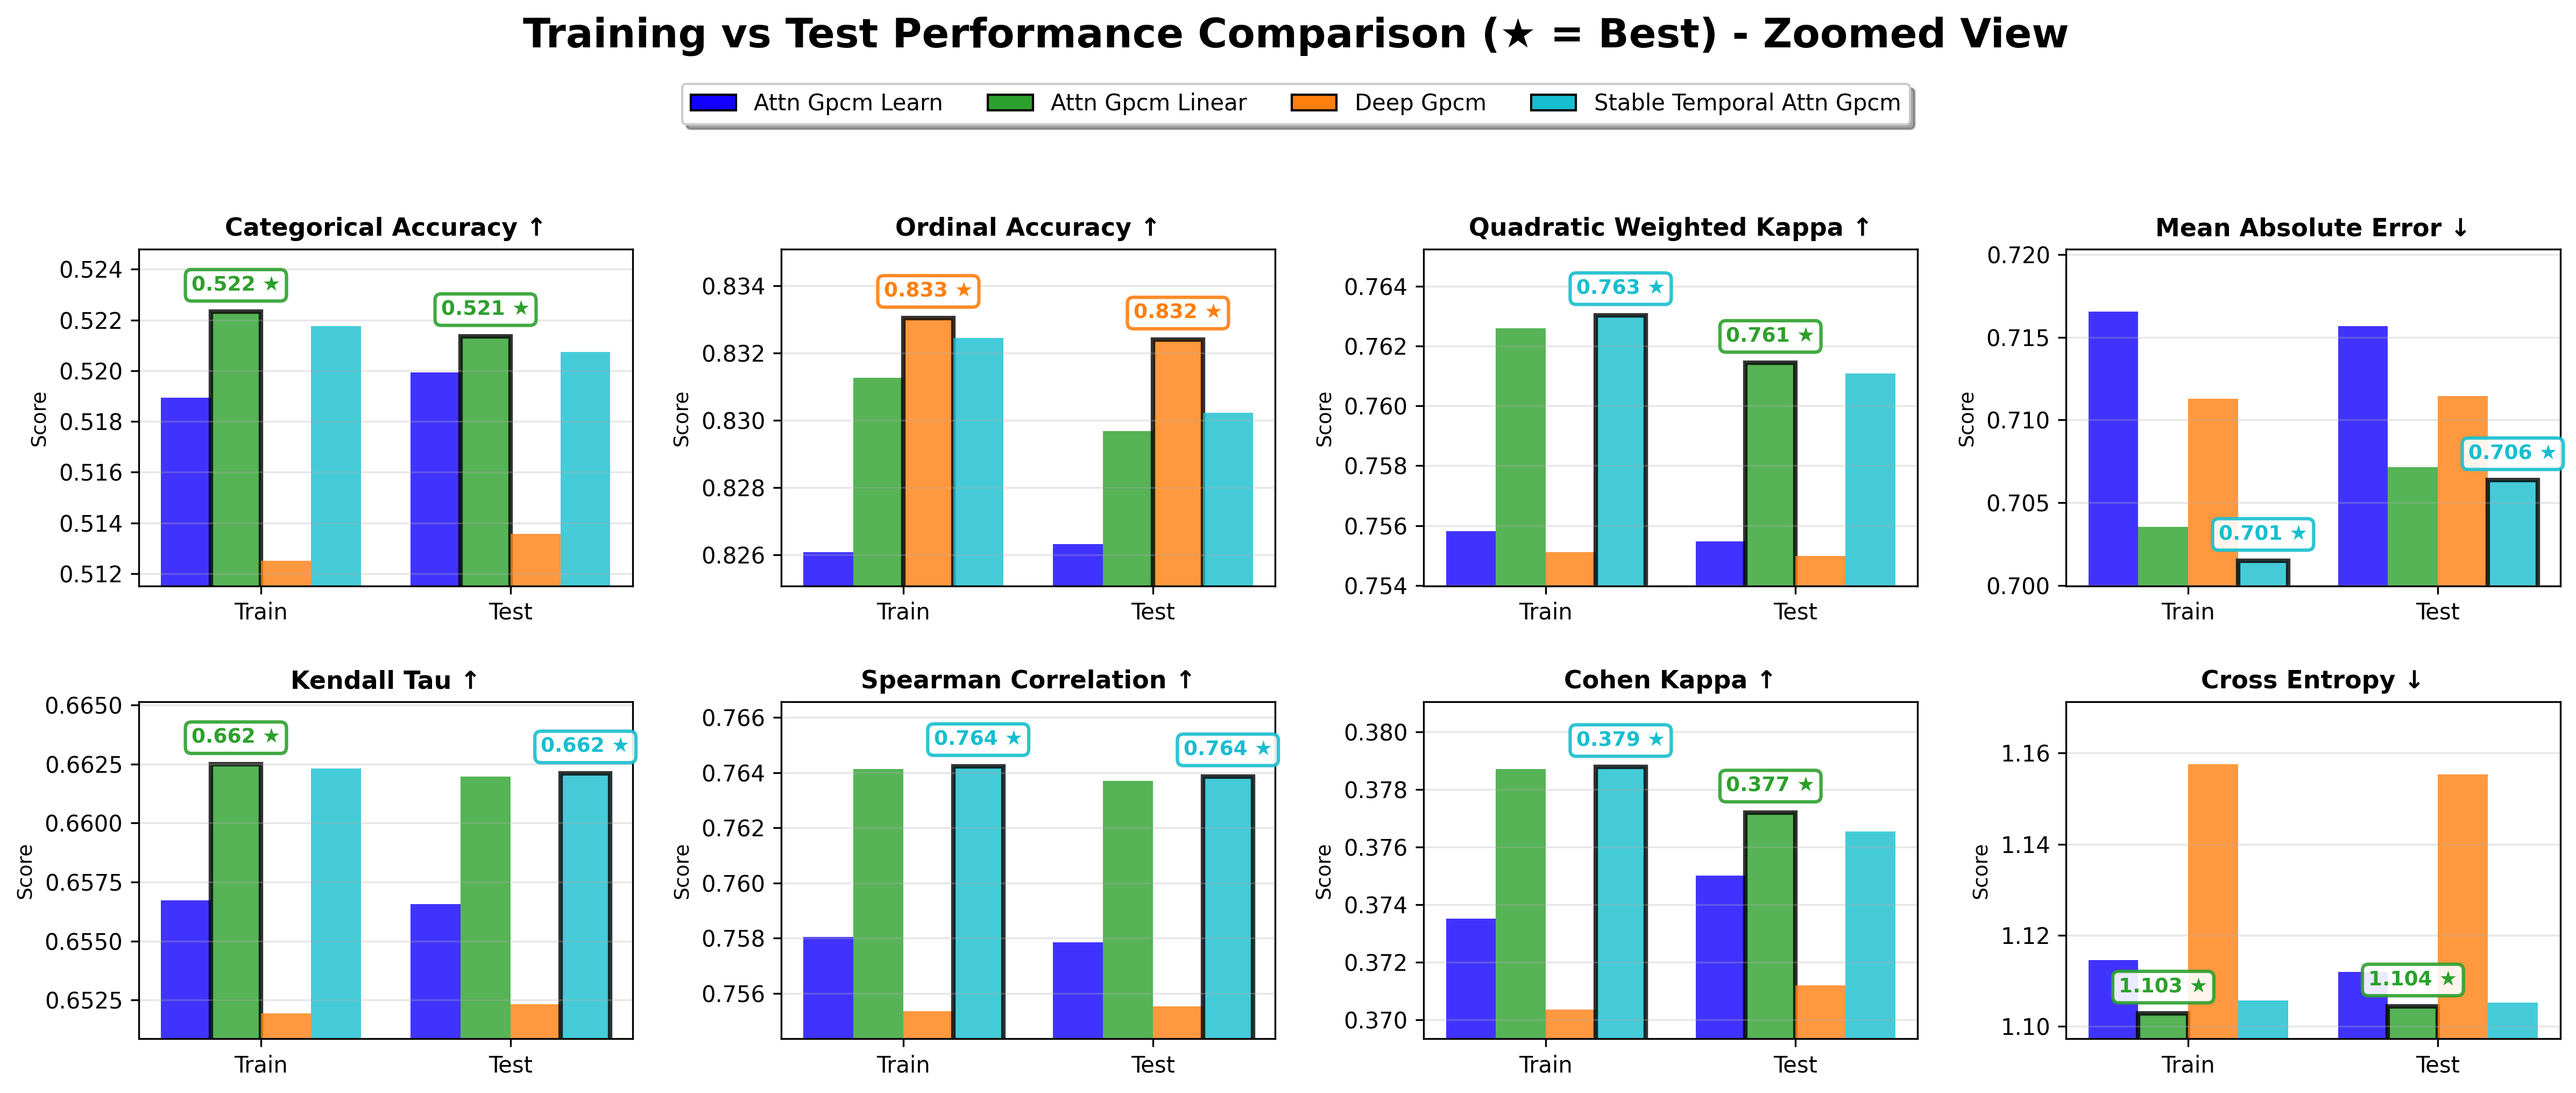 Training vs Test Performance Comparison (★ = Best) - Zoomed View
Attn Gpcm Learn Attn Gpcm Linear Deep Gpcm Stable Temporal Attn Gpcm
Categorical Accuracy ↑
Score
0.524
0.522
0.520
0.518
0.516
0.514
0.512
0.522 ★
0.521 ★
Train Test
Ordinal Accuracy ↑
Score
0.834
0.832
0.830
0.828
0.826
0.833 ★
0.832 ★
Train Test
Quadratic Weighted Kappa ↑
Score
0.764
0.762
0.760
0.758
0.756
0.754
0.763 ★
0.761 ★
Train Test
Mean Absolute Error ↓
Score
0.720
0.715
0.710
0.705
0.700
0.701 ★
0.706 ★
Train Test
Kendall Tau ↑
Score
0.6650
0.6625
0.6600
0.6575
0.6550
0.6525
0.662 ★
0.662 ★
Train Test
Spearman Correlation ↑
Score
0.766
0.764
0.762
0.760
0.758
0.756
0.764 ★
0.764 ★
Train Test
Cohen Kappa ↑
Score
0.380
0.378
0.376
0.374
0.372
0.370
0.379 ★
0.377 ★
Train Test
Cross Entropy ↓
Score
1.16
1.14
1.12
1.10
1.103 ★
1.104 ★
Train Test